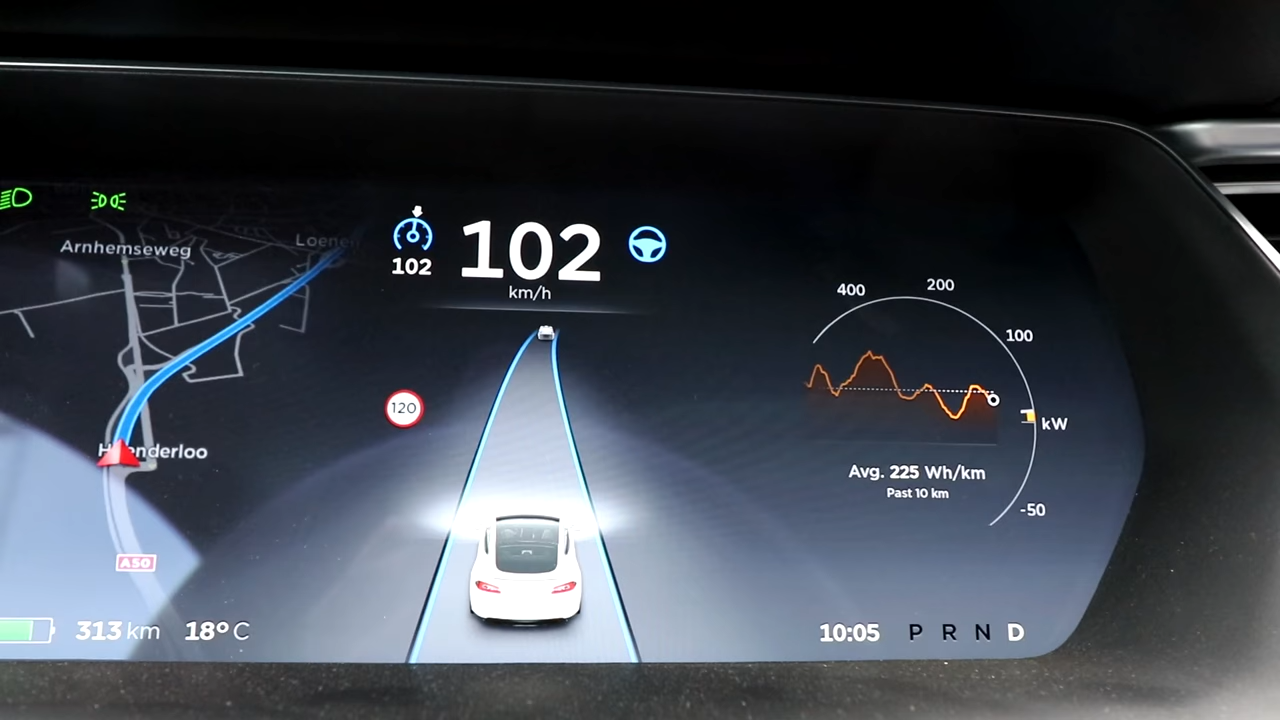 Arnhemseweg
Loenen
H enderloo
A50
313 km
18° C
102
102
km/h
120
400
200
100
kW
-50
Avg. 225 Wh/km
Past 10 km
10:05
P R N D